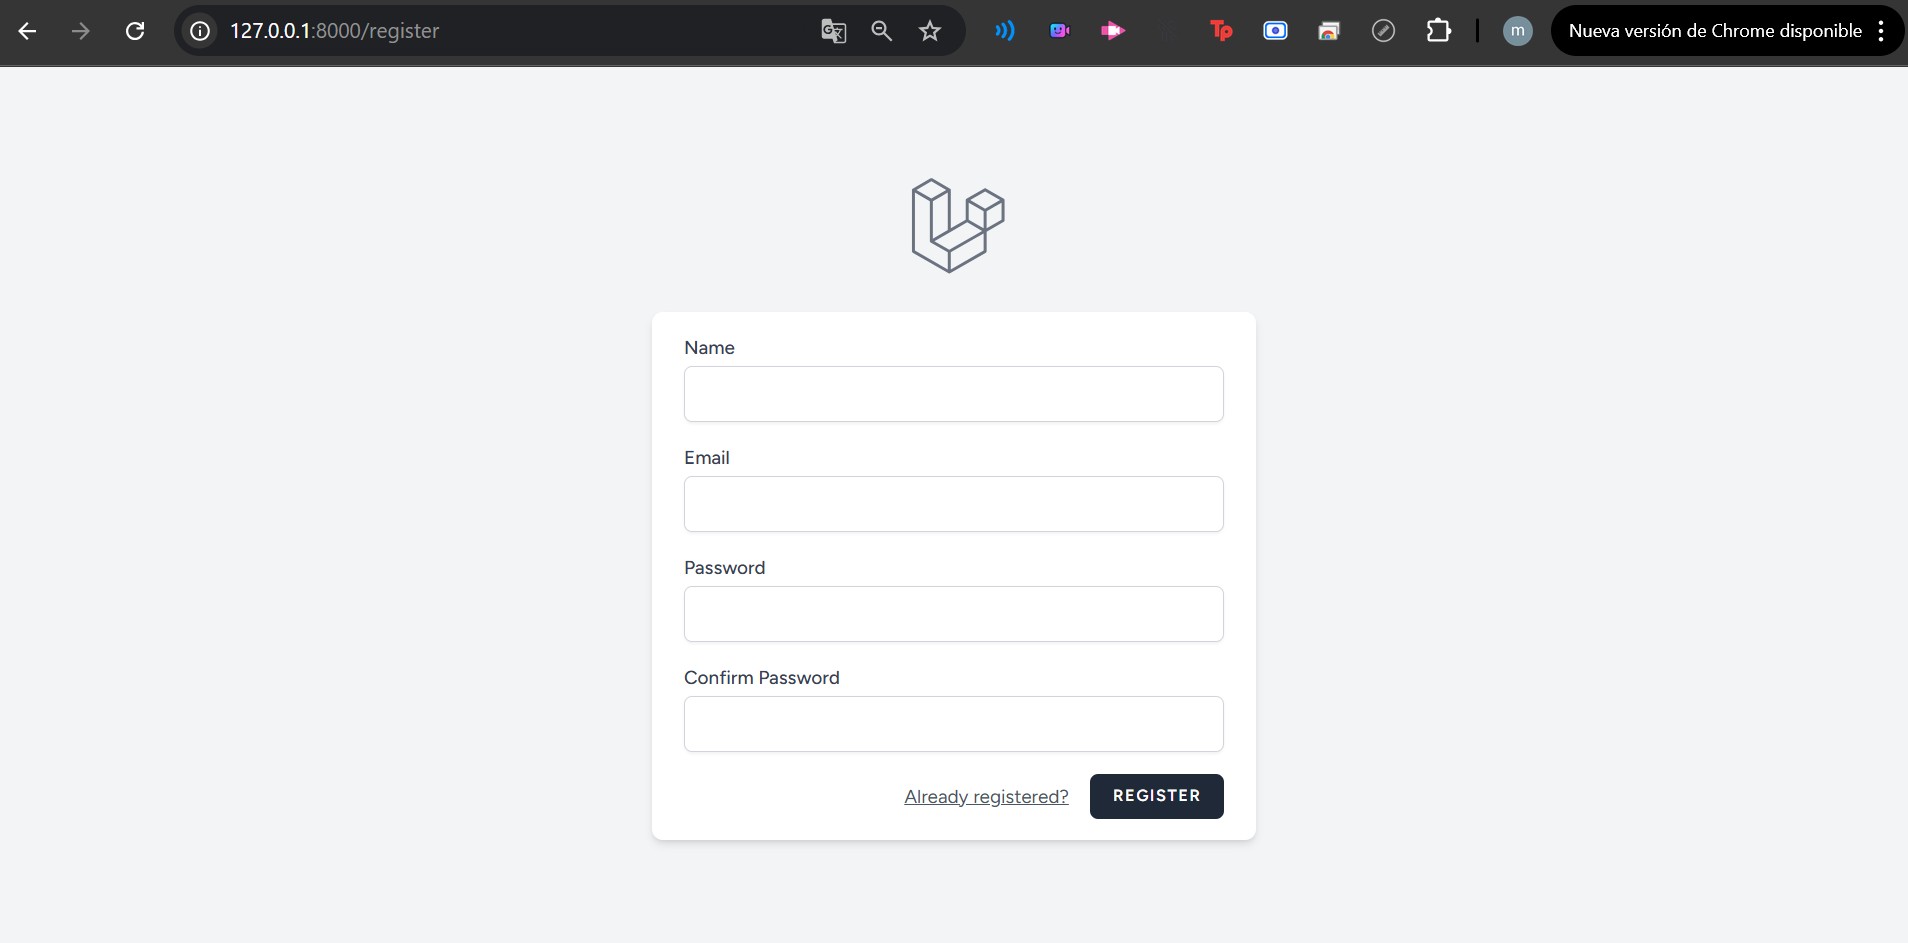 127.0.0.1:8000/register
Tp
m
Nueva versión de Chrome disponible
Name
Email
Password
Confirm Password
Already registered?
REGISTER